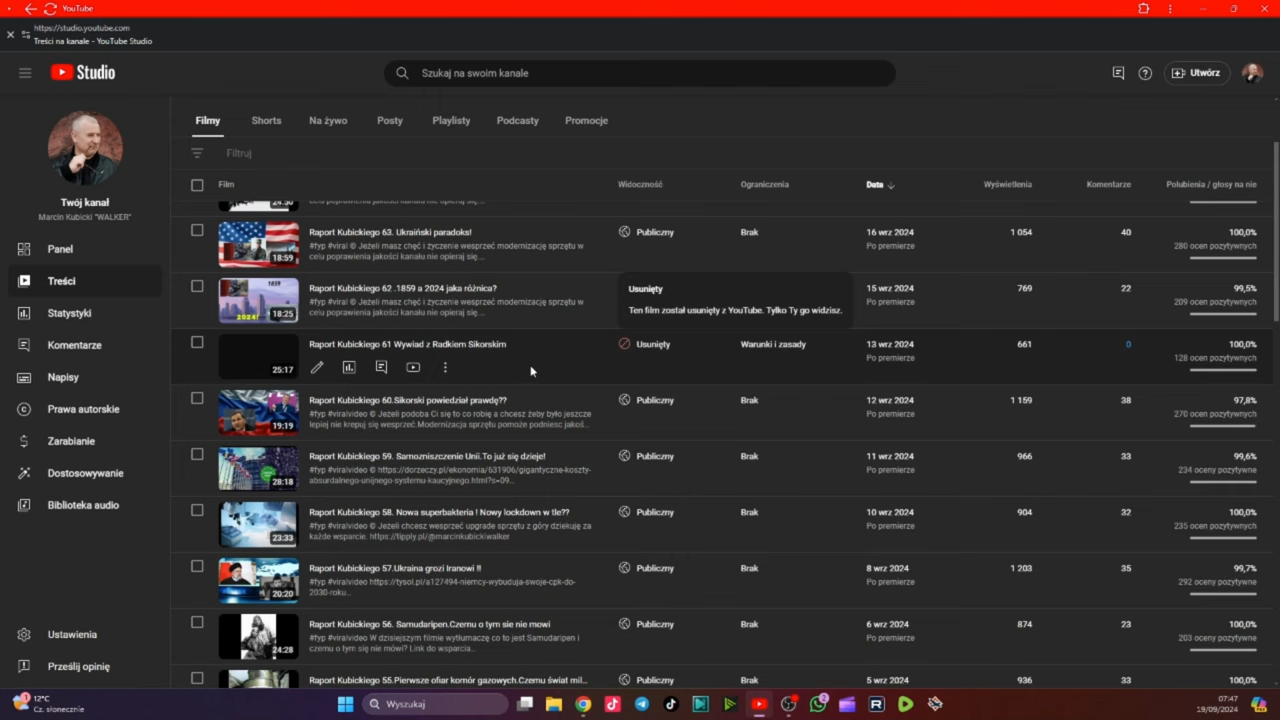 YouTube
https://studio.youtube.com
Treści na kanale - YouTube Studio
Studio
Szukaj na swoim kanale
Utwórz
Twój kanał
Marcin Kubicki "WALKER"
Panel
Treści
Statystyki
Komentarze
Napisy
Prawa autorskie
Zarabianie
Dostosowywanie
Biblioteka audio
Ustawienia
Prześlij opinię
Filmy Shorts Na żywo Posty Playlisty Podcasty Promocje
Filtruj
Film Widoczność Ograniczenia Data Wyświetlenia Komentarze Polubienia / głosy na nie
24:50 celu poprawienia jakości kanału nie opieraj się...
Raport Kubickiego 63. Ukraiński paradoks! Publiczny Brak 16 wrz 2024 1 054 40 100,0%
#fyp #viral © Jeżeli masz chęć i życzenie wesprzeć modernizację sprzętu w Po premierze 280 ocen pozytywnych
18:59 celu poprawienia jakości kanału nie opieraj się...
Raport Kubickiego 62 .1859 a 2024 jaka różnica? 15 wrz 2024 769 22 99,5%
#fyp #viral © Jeżeli masz chęć i życzenie wesprzeć modernizację sprzętu w Po premierze 209 ocen pozytywnych
1859 2024! 18:25 celu poprawienia jakości kanału nie opieraj się...
Usunięty
Ten film został usunięty z YouTube. Tylko Ty go widzisz.
Raport Kubickiego 61 Wywiad z Radkiem Sikorskim Usunięty Warunki i zasady 13 wrz 2024 661 0 100,0%
Po premierze 128 ocen pozytywnych
25:17
Raport Kubickiego 60.Sikorski powiedział prawdę?? Publiczny Brak 12 wrz 2024 1 159 38 97,8%
#fyp #viralvideo © Jeżeli podoba Ci się to co robię a chcesz żeby było jeszcze Po premierze 270 ocen pozytywnych
19:19 lepiej nie krępuj się wesprzeć.Modernizacja sprzętu pomoże podnieść jakoś...
Raport Kubickiego 59. Samozniszczenie Unii.To już się dzieje! Publiczny Brak 11 wrz 2024 966 33 99,6%
#fyp #viralvideo © https://dorzeczy.pl/ekonomia/631906/gigantyczne-koszty- Po premierze 234 oceny pozytywne
28:18 absurdalnego-unijnego-systemu-kaucyjnego.html?s=09...
Raport Kubickiego 58. Nowa superbakteria ! Nowy lockdown w tle?? Publiczny Brak 10 wrz 2024 904 32 100,0%
#fyp #viralvideo © Jeżeli chcesz wesprzeć upgrade sprzętu z góry dziekuję za Po premierze 235 ocen pozytywnych
23:33 każde wsparcie. https://tipply.pl/@marcinkubickiwalker
Raport Kubickiego 57.Ukraina grozi Iranowi !! Publiczny Brak 8 wrz 2024 1 203 35 99,7%
#fyp #viralvideo https://tysol.pl/a127494-niemcy-wybuduja-swoje-cpk-do- Po premierze 292 oceny pozytywne
20:20 2030-roku...
Raport Kubickiego 56. Samudaripen.Czemu o tym sie nie mowi Publiczny Brak 6 wrz 2024 874 23 100,0%
#fyp #viralvideo W dzisiejszym filmie wytłumaczę co to jest Samudaripen i Po premierze 203 oceny pozytywne
24:28 czemu o tym się nie mówi? Link do wsparcia...
Raport Kubickiego 55.Pierwsze ofiar komór gazowych.Czemu świat mil... Publiczny Brak 5 wrz 2024 936 33 100,0%
1
12°C
Cz. słonecznie
Wyszukaj
2
07:47
19/09/2024